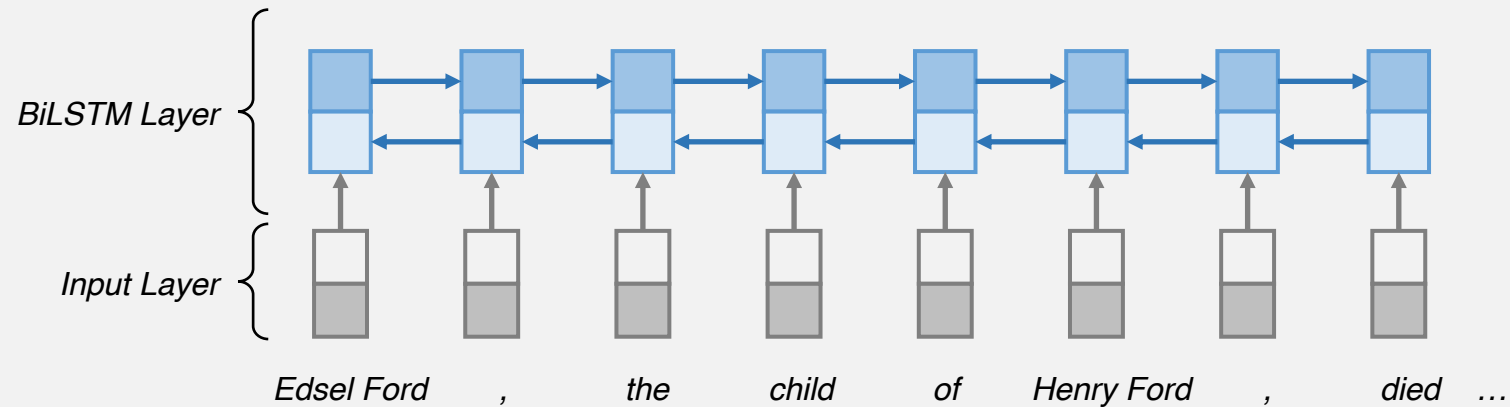 BiLSTM Layer
Input Layer
Edsel Ford , the child of Henry Ford , died ...